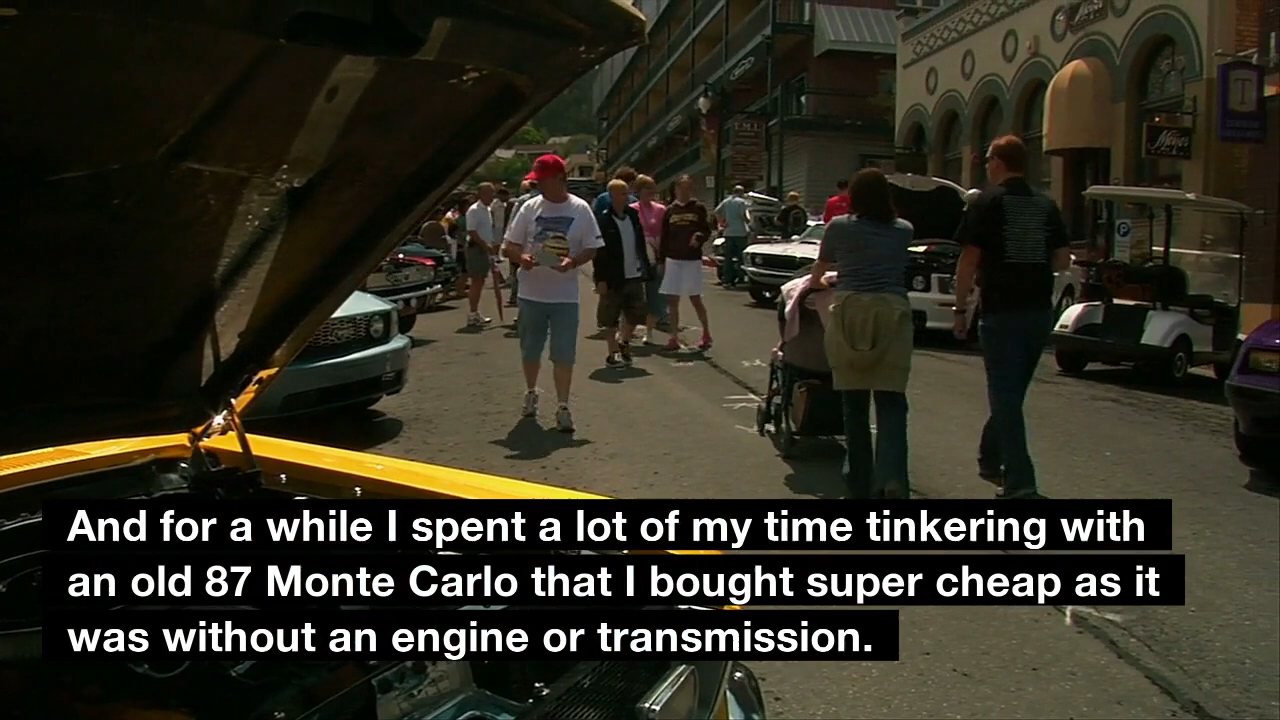 T.M.I.
Meyer
T
P
And for a while I spent a lot of my time tinkering with
an old 87 Monte Carlo that I bought super cheap as it
was without an engine or transmission.